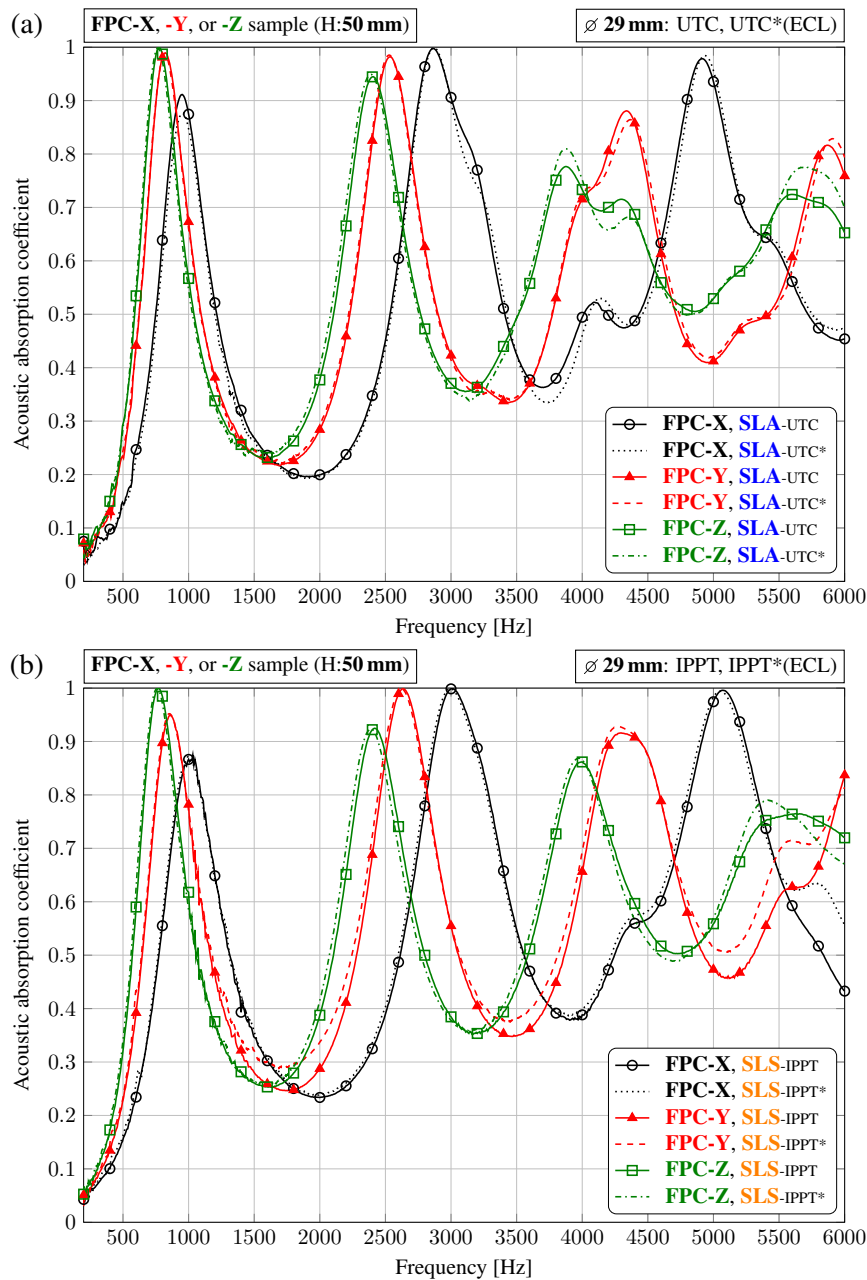 (a)
FPC-X, -Y, or -Z sample (H:50 mm)
⌀ 29 mm: UTC, UTC*(ECL)
Acoustic absorption coefficient
1
0.9
0.8
0.7
0.6
0.5
0.4
0.3
0.2
0.1
0
FPC-X, SLA-UTC
FPC-X, SLA-UTC*
FPC-Y, SLA-UTC
FPC-Y, SLA-UTC*
FPC-Z, SLA-UTC
FPC-Z, SLA-UTC*
500 1000 1500 2000 2500 3000 3500 4000 4500 5000 5500 6000
Frequency [Hz]
(b)
FPC-X, -Y, or -Z sample (H:50 mm)
⌀ 29 mm: IPPT, IPPT*(ECL)
Acoustic absorption coefficient
1
0.9
0.8
0.7
0.6
0.5
0.4
0.3
0.2
0.1
0
FPC-X, SLS-IPPT
FPC-X, SLS-IPPT*
FPC-Y, SLS-IPPT
FPC-Y, SLS-IPPT*
FPC-Z, SLS-IPPT
FPC-Z, SLS-IPPT*
500 1000 1500 2000 2500 3000 3500 4000 4500 5000 5500 6000
Frequency [Hz]